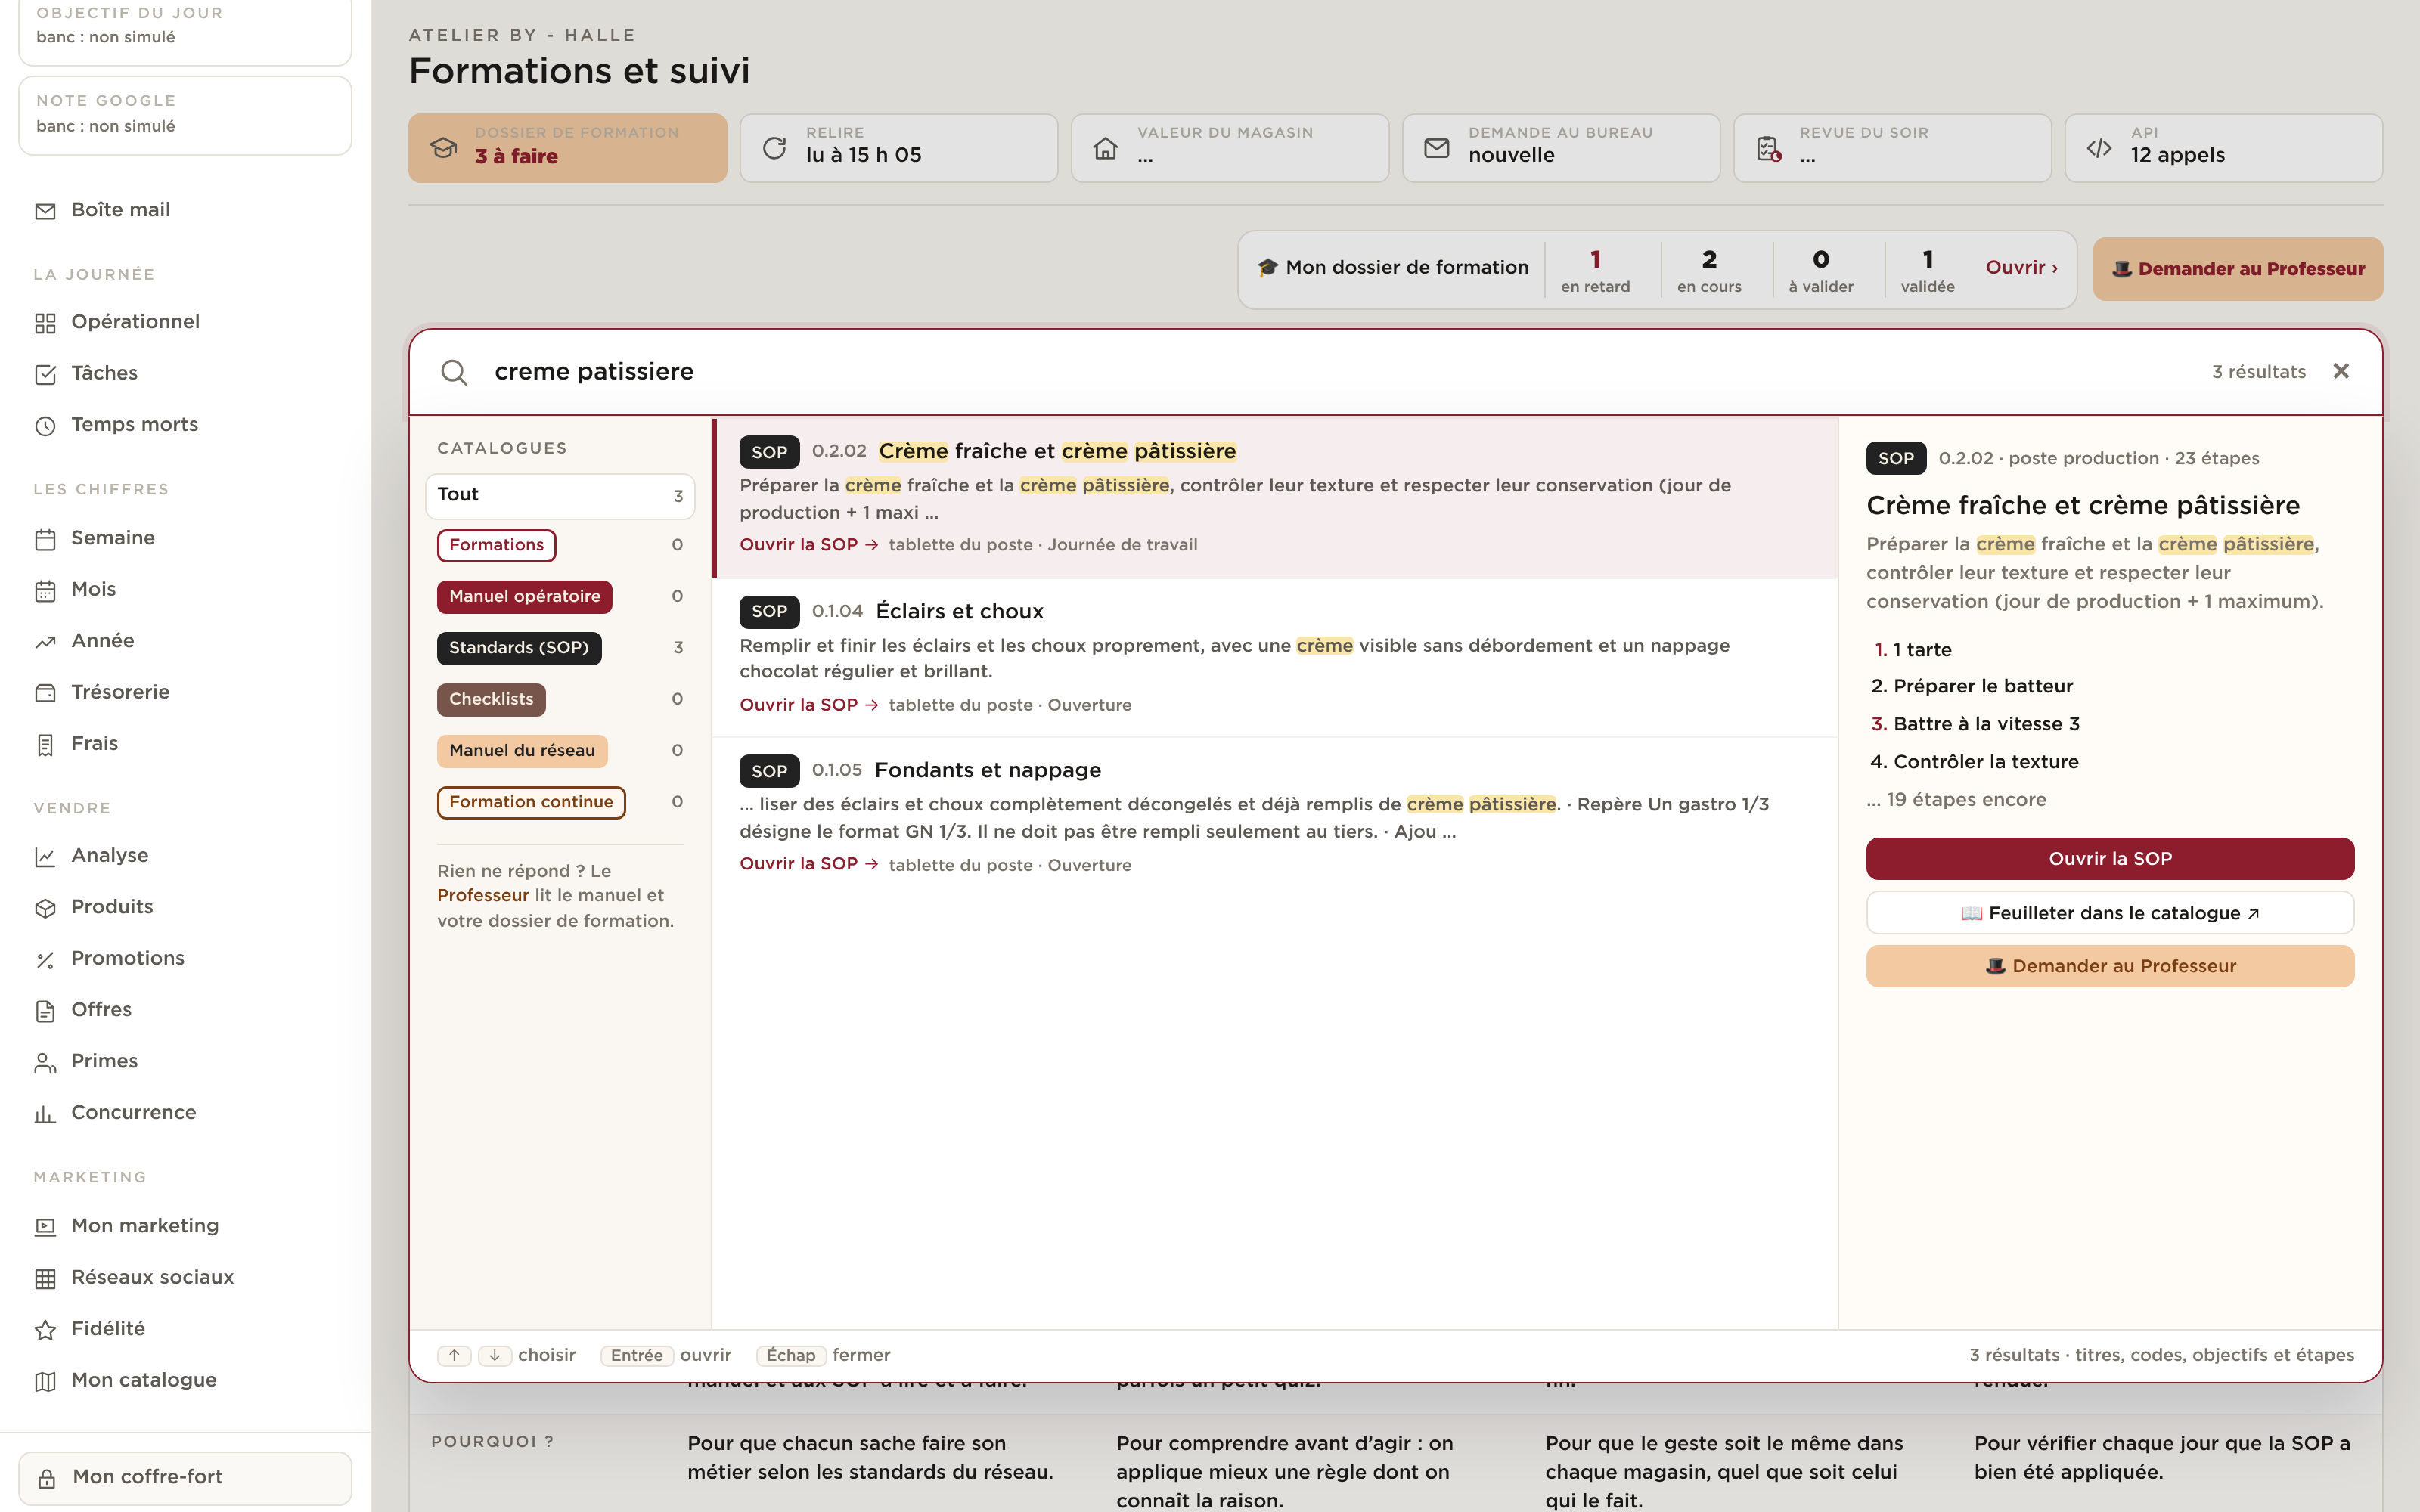 OBJECTIF DU JOUR
banc : non simulé
NOTE GOOGLE
banc : non simulé
Boîte mail
LA JOURNÉE
Opérationnel
Tâches
Temps morts
LES CHIFFRES
Semaine
Mois
Année
Trésorerie
Frais
VENDRE
Analyse
Produits
Promotions
Offres
Primes
Concurrence
MARKETING
Mon marketing
Réseaux sociaux
Fidélité
Mon catalogue
Mon coffre-fort
ATELIER BY - HALLE
Formations et suivi
DOSSIER DE FORMATION
3 à faire
RELIRE
lu à 15 h 05
VALEUR DU MAGASIN
...
DEMANDE AU BUREAU
nouvelle
REVUE DU SOIR
...
API
12 appels
🎓 Mon dossier de formation
1
en retard
2
en cours
0
à valider
1
validée
Ouvrir ›
🎩 Demander au Professeur
creme patissiere
3 résultats ✕
CATALOGUES
Tout 3
Formations 0
Manuel opératoire 0
Standards (SOP) 3
Checklists 0
Manuel du réseau 0
Formation continue 0
Rien ne répond ? Le
Professeur lit le manuel et
votre dossier de formation.
SOP 0.2.02 Crème fraîche et crème pâtissière
Préparer la crème fraîche et la crème pâtissière, contrôler leur texture et respecter leur conservation (jour de
production + 1 maxi ...
Ouvrir la SOP → tablette du poste · Journée de travail
SOP 0.1.04 Éclairs et choux
Remplir et finir les éclairs et les choux proprement, avec une crème visible sans débordement et un nappage
chocolat régulier et brillant.
Ouvrir la SOP → tablette du poste · Ouverture
SOP 0.1.05 Fondants et nappage
... liser des éclairs et choux complètement décongelés et déjà remplis de crème pâtissière. · Repère Un gastro 1/3
désigne le format GN 1/3. Il ne doit pas être rempli seulement au tiers. · Ajou ...
Ouvrir la SOP → tablette du poste · Ouverture
SOP 0.2.02 · poste production · 23 étapes
Crème fraîche et crème pâtissière
Préparer la crème fraîche et la crème pâtissière,
contrôler leur texture et respecter leur
conservation (jour de production + 1 maximum).
1. 1 tarte
2. Préparer le batteur
3. Battre à la vitesse 3
4. Contrôler la texture
... 19 étapes encore
Ouvrir la SOP
📖 Feuilleter dans le catalogue ↗
🎩 Demander au Professeur
↑ ↓ choisir Entrée ouvrir Échap fermer
3 résultats · titres, codes, objectifs et étapes
POURQUOI ?
Pour que chacun sache faire son
métier selon les standards du réseau.
Pour comprendre avant d’agir : on
applique mieux une règle dont on
connaît la raison.
Pour que le geste soit le même dans
chaque magasin, quel que soit celui
qui le fait.
Pour vérifier chaque jour que la SOP a
bien été appliquée.